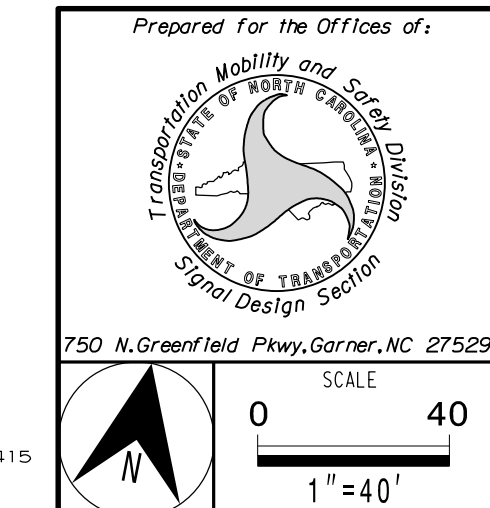 Prepared for the Offices of:
Transportation Mobility and Safety Division
STATE OF NORTH CAROLINA
DEPARTMENT OF TRANSPORTATION
Signal Design Section
750 N.Greenfield Pkwy,Garner,NC 27529
SCALE
0 40
N
1"=40'
415